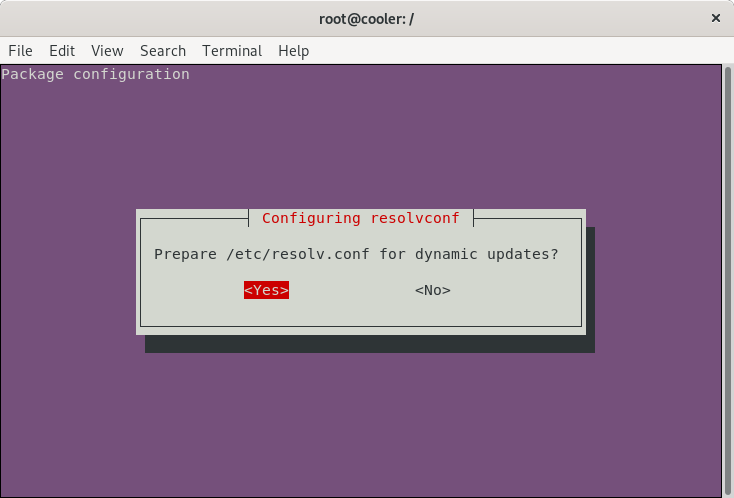 root@cooler: /
File Edit View Search Terminal Help
Package configuration
Configuring resolvconf
Prepare /etc/resolv.conf for dynamic updates?
<Yes> <No>